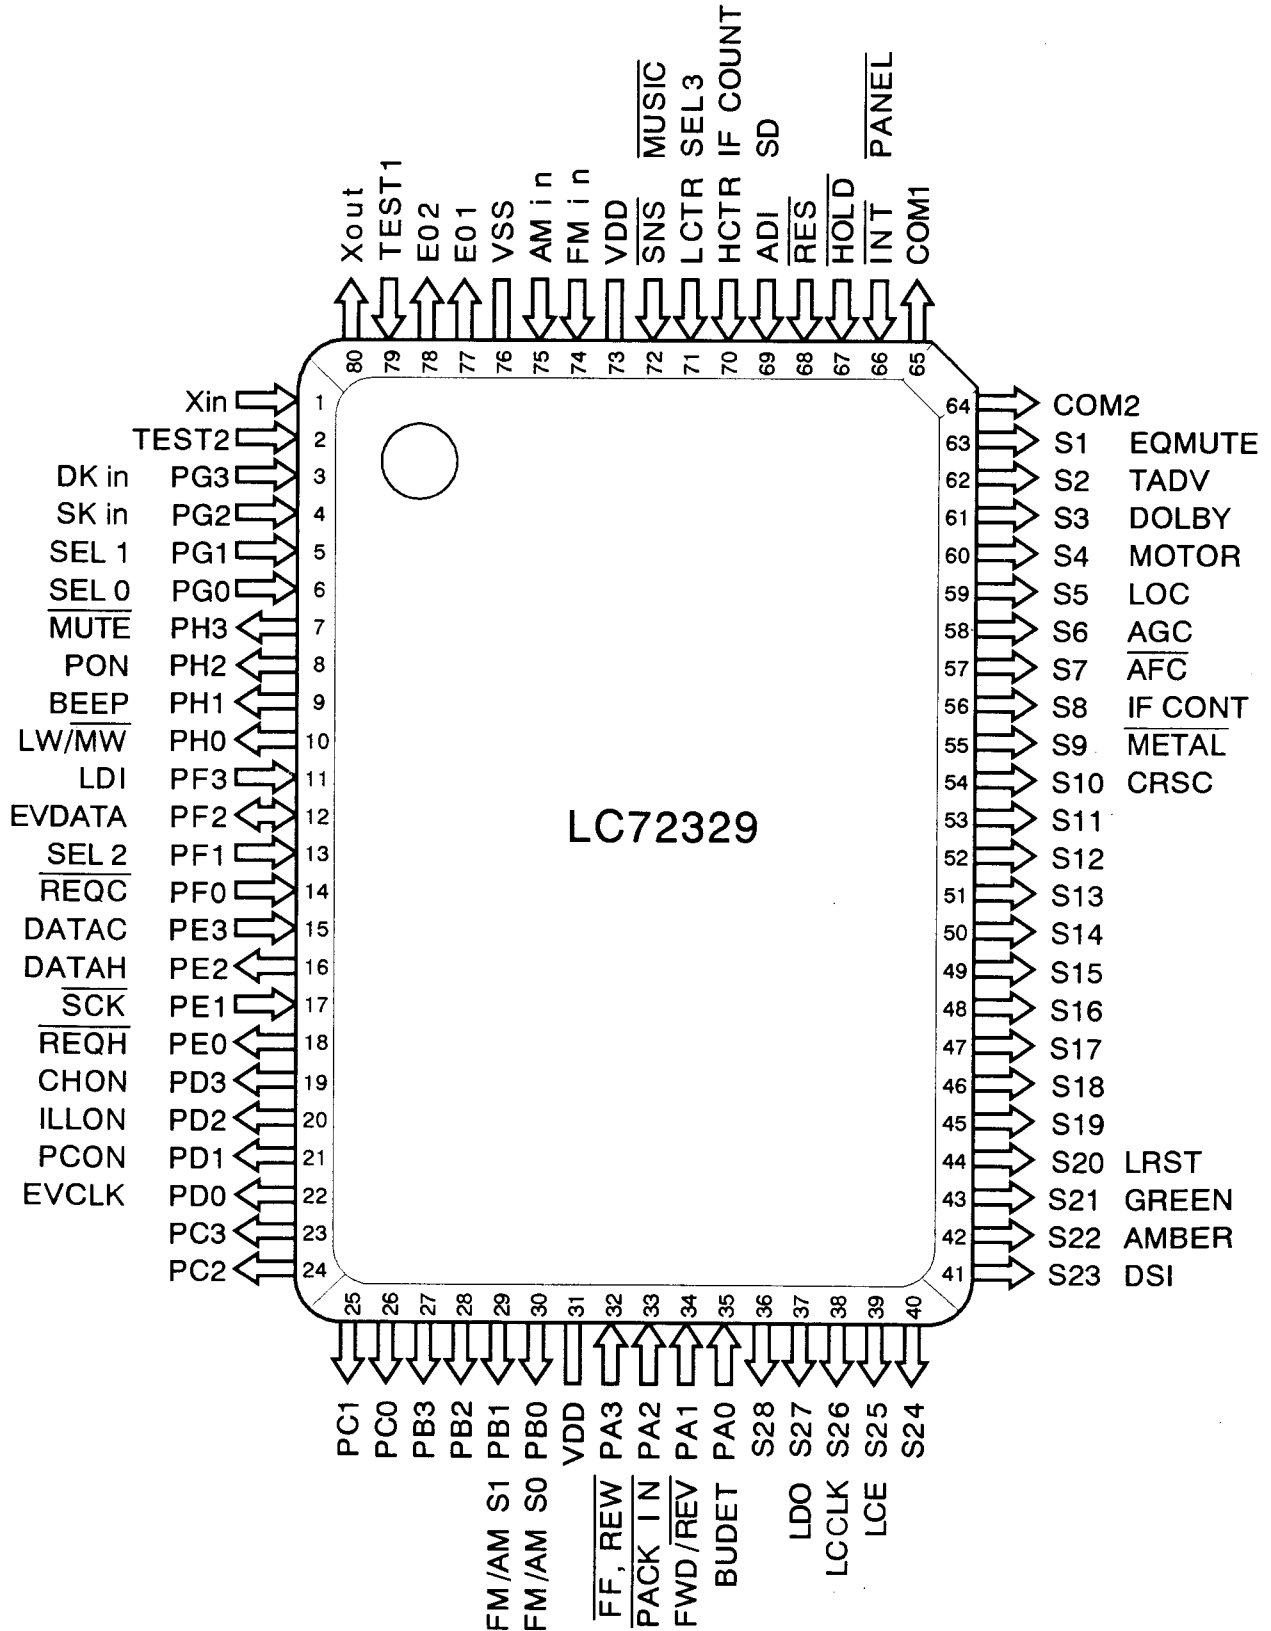 Xout
TEST1
E02
E01
VSS
AM in
FM in
VDD
SNS MUSIC
LCTR SEL3
HCTR IF COUNT
ADI SD
RES
HOLD
INT PANEL
COM1
80 79 78 77 76 75 74 73 72 71 70 69 68 67 66 65
Xin 1
TEST2 2
DK in PG3 3
SK in PG2 4
SEL 1 PG1 5
SEL 0 PG0 6
MUTE PH3 7
PON PH2 8
BEEP PH1 9
LW/MW PH0 10
LDI PF3 11
EVDATA PF2 12
SEL 2 PF1 13
REQC PF0 14
DATAC PE3 15
DATAH PE2 16
SCK PE1 17
REQH PE0 18
CHON PD3 19
ILLON PD2 20
PCON PD1 21
EVCLK PD0 22
PC3 23
PC2 24
LC72329
64 COM2
63 S1 EQMUTE
62 S2 TADV
61 S3 DOLBY
60 S4 MOTOR
59 S5 LOC
58 S6 AGC
57 S7 AFC
56 S8 IF CONT
55 S9 METAL
54 S10 CRSC
53 S11
52 S12
51 S13
50 S14
49 S15
48 S16
47 S17
46 S18
45 S19
44 S20 LRST
43 S21 GREEN
42 S22 AMBER
41 S23 DSI
25 26 27 28 29 30 31 32 33 34 35 36 37 38 39 40
PC1
PC0
PB3
PB2
FM/AM S1 PB1
FM/AM S0 PB0
VDD
FF, REW PA3
PACK IN PA2
FWD/REV PA1
BUDET PA0
S28
LDO S27
LCCLK S26
LCE S25
S24